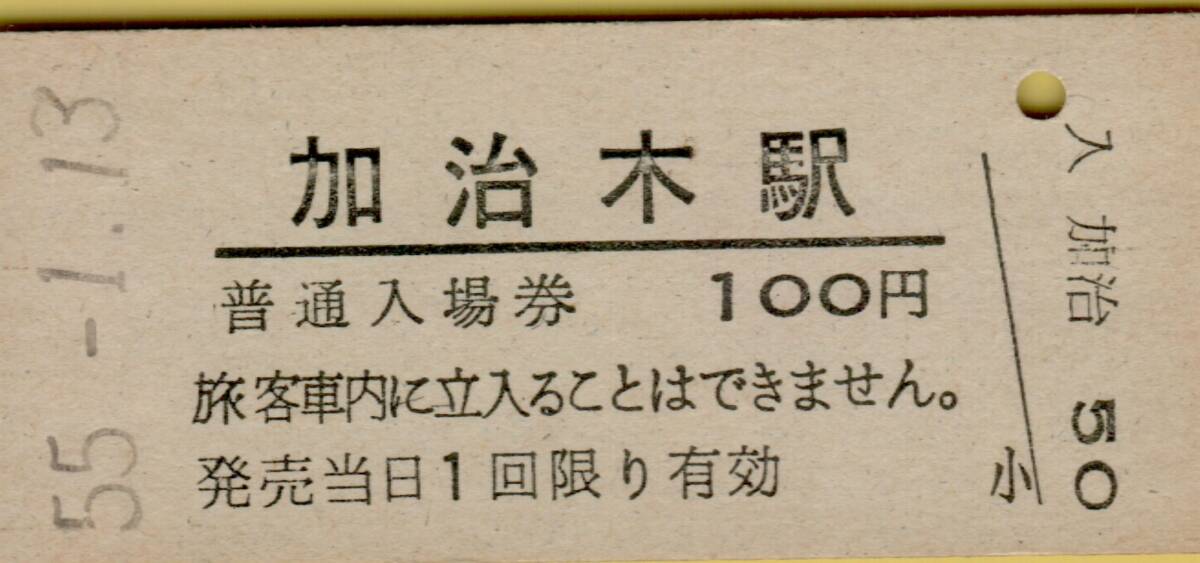 55-1.13
加治木駅
普通入場券 100円
旅客車内に立入ることはできません。
発売当日1回限り有効
小
入 加治 50